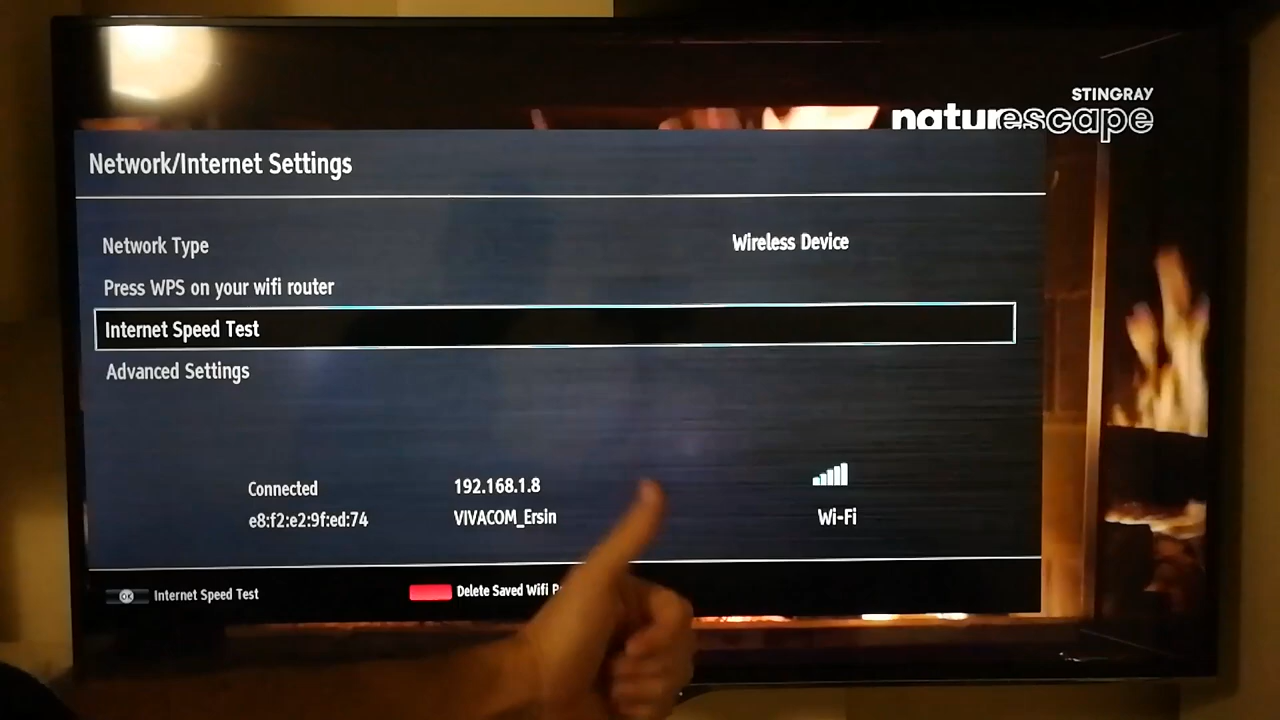 STINGRAY
naturescape
Network/Internet Settings
Network Type
Wireless Device
Press WPS on your wifi router
Internet Speed Test
Advanced Settings
Connected
192.168.1.8
e8:f2:e2:9f:ed:74
VIVACOM_Ersin
Wi-Fi
OK
Internet Speed Test
Delete Saved Wifi